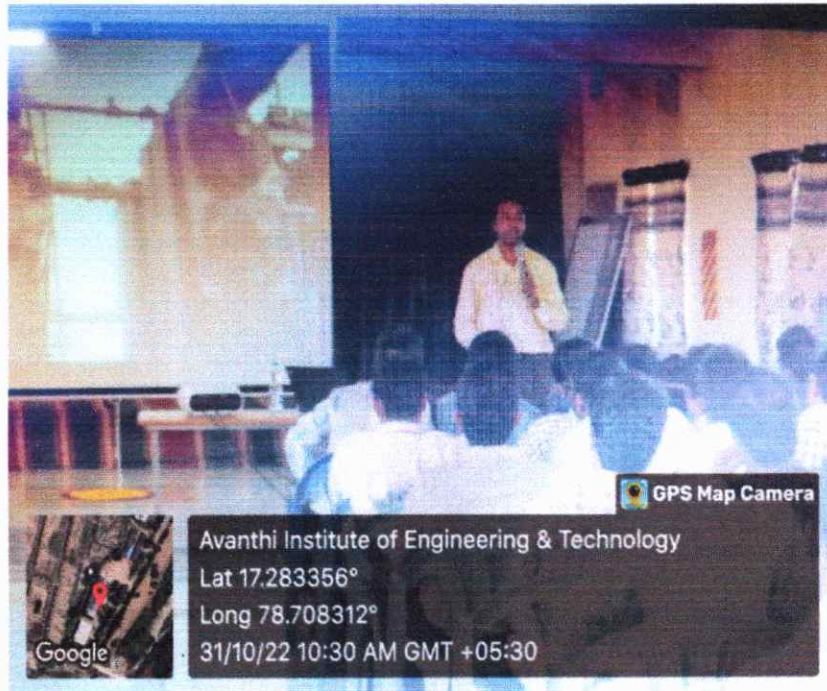 GPS Map Camera
Avanthi Institute of Engineering & Technology
Lat 17.283356°
Long 78.708312°
31/10/22 10:30 AM GMT +05:30
Google